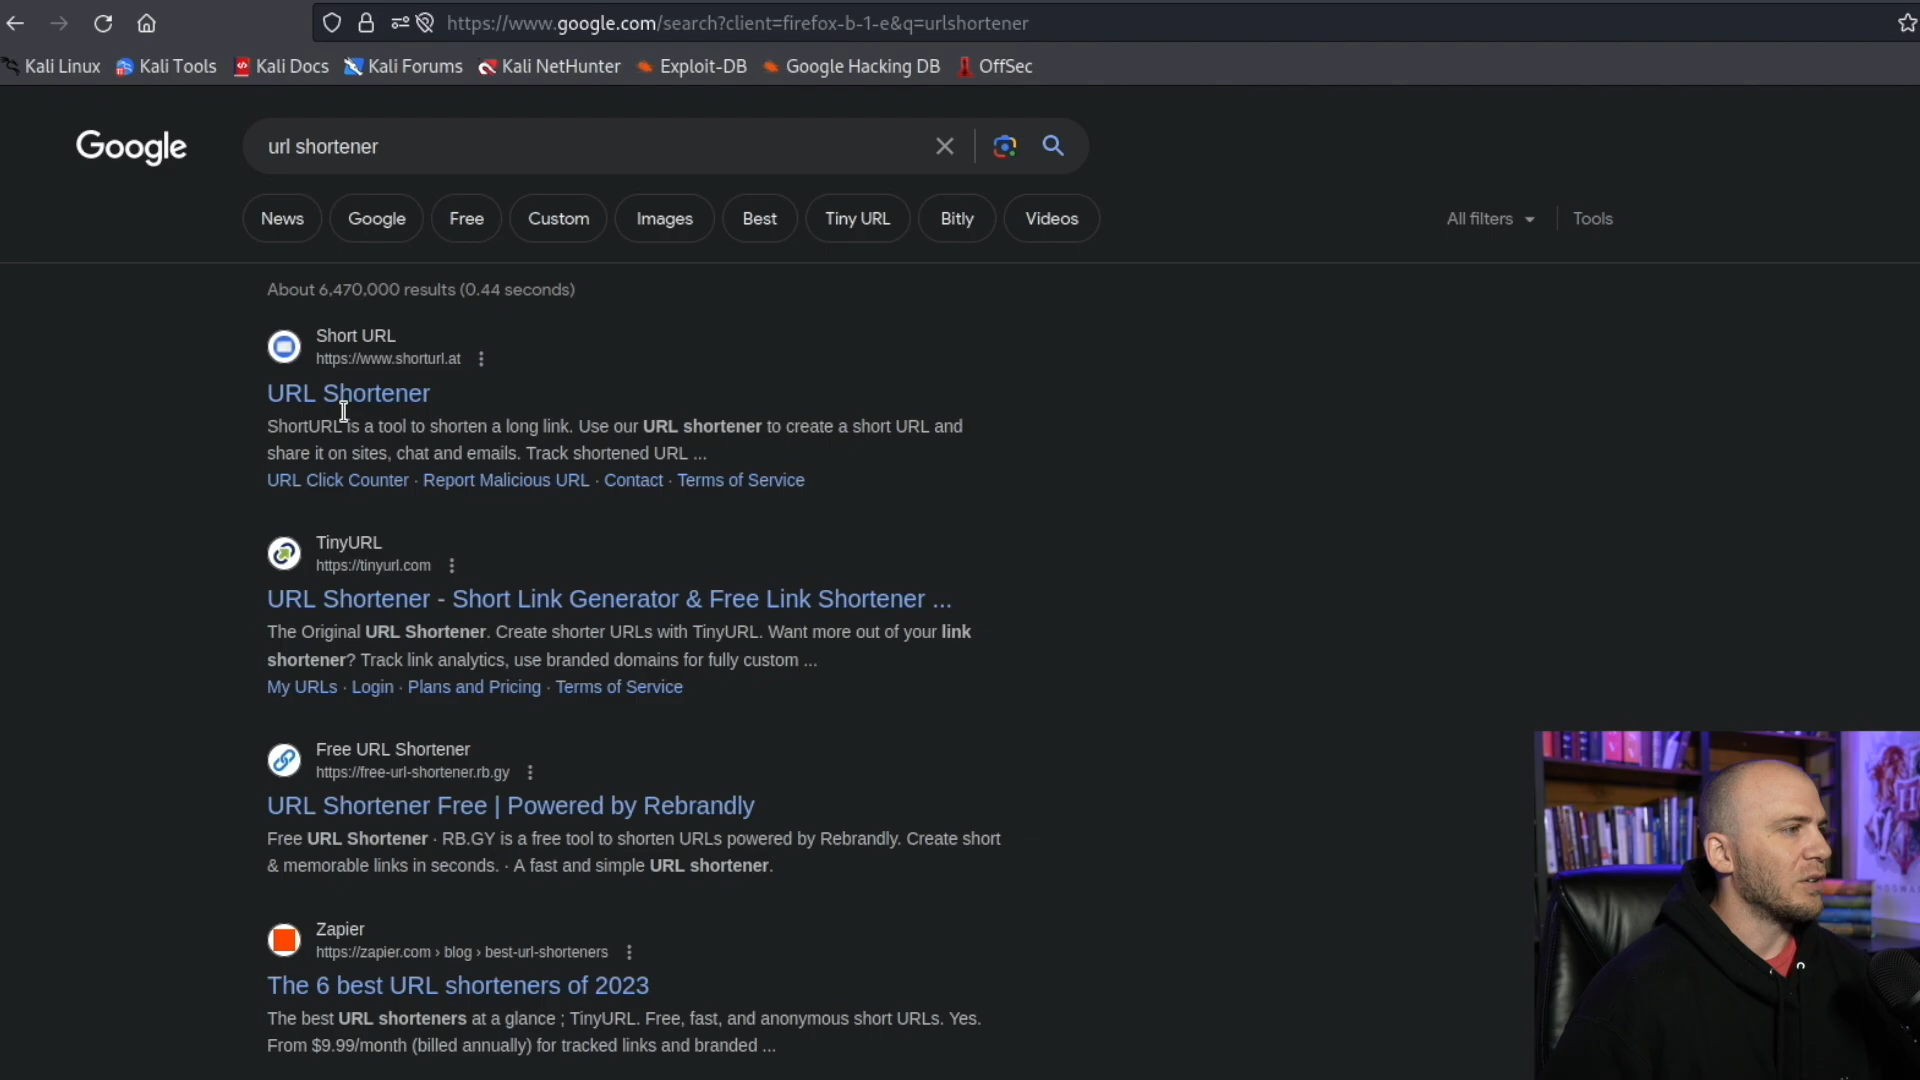 https://www.google.com/search?client=firefox-b-1-e&q=urlshortener
Kali Linux Kali Tools Kali Docs Kali Forums Kali NetHunter Exploit-DB Google Hacking DB OffSec
Google
url shortener
News Google Free Custom Images Best Tiny URL Bitly Videos All filters Tools
About 6,470,000 results (0.44 seconds)
Short URL
https://www.shorturl.at
URL Shortener
ShortURL is a tool to shorten a long link. Use our URL shortener to create a short URL and
share it on sites, chat and emails. Track shortened URL ...
URL Click Counter · Report Malicious URL · Contact · Terms of Service
TinyURL
https://tinyurl.com
URL Shortener - Short Link Generator & Free Link Shortener ...
The Original URL Shortener. Create shorter URLs with TinyURL. Want more out of your link
shortener? Track link analytics, use branded domains for fully custom ...
My URLs · Login · Plans and Pricing · Terms of Service
Free URL Shortener
https://free-url-shortener.rb.gy
URL Shortener Free | Powered by Rebrandly
Free URL Shortener · RB.GY is a free tool to shorten URLs powered by Rebrandly. Create short
& memorable links in seconds. · A fast and simple URL shortener.
Zapier
https://zapier.com › blog › best-url-shorteners
The 6 best URL shorteners of 2023
The best URL shorteners at a glance ; TinyURL. Free, fast, and anonymous short URLs. Yes.
From $9.99/month (billed annually) for tracked links and branded ...